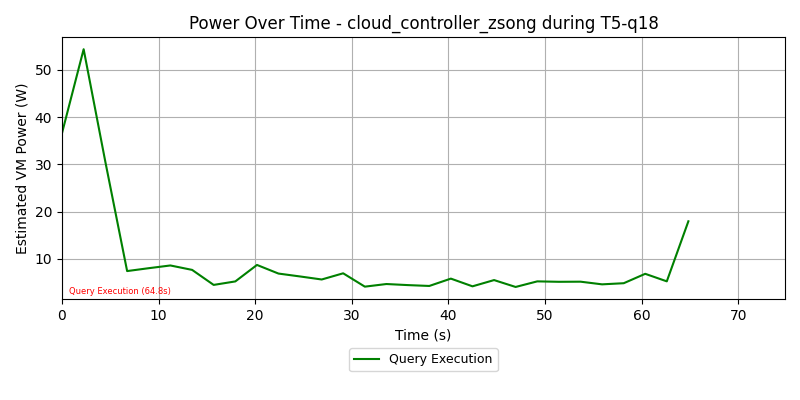 Power Over Time - cloud_controller_zsong during T5-q18
Estimated VM Power (W)
50
40
30
20
10
Query Execution (64.8s)
0 10 20 30 40 50 60 70
Time (s)
Query Execution